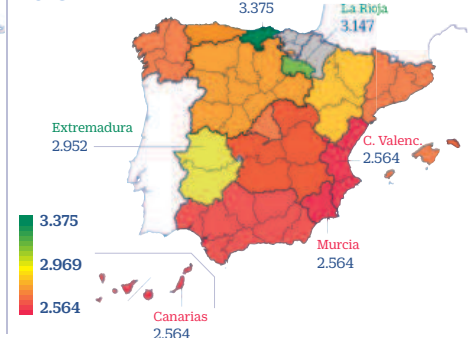 3.375
La Rioja
3.147
Extremadura
2.952
C. Valenc.
2.564
3.375
2.969
2.564
Murcia
2.564
Canarias
2.564